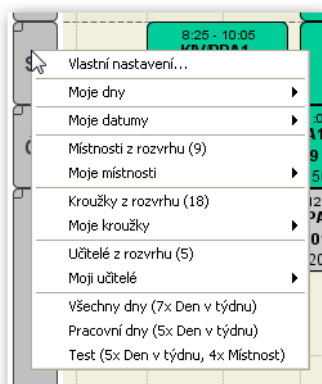 8:25 - 10:05
KIV/PPA1
Vlastní nastavení...
Moje dny
Moje datumy
Místnosti z rozvrhu (9)
Moje místnosti
Kroužky z rozvrhu (18)
Moje kroužky
Učitelé z rozvrhu (5)
Moji učitelé
Všechny dny (7x Den v týdnu)
Pracovní dny (5x Den v týdnu)
Test (5x Den v týdnu, 4x Místnost)